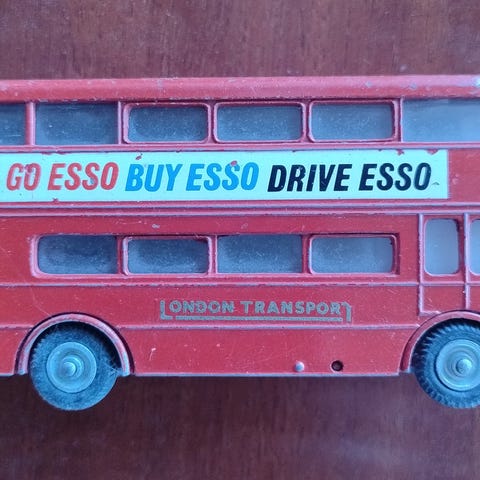 GO ESSO BUY ESSO DRIVE ESSO
LONDON TRANSPORT